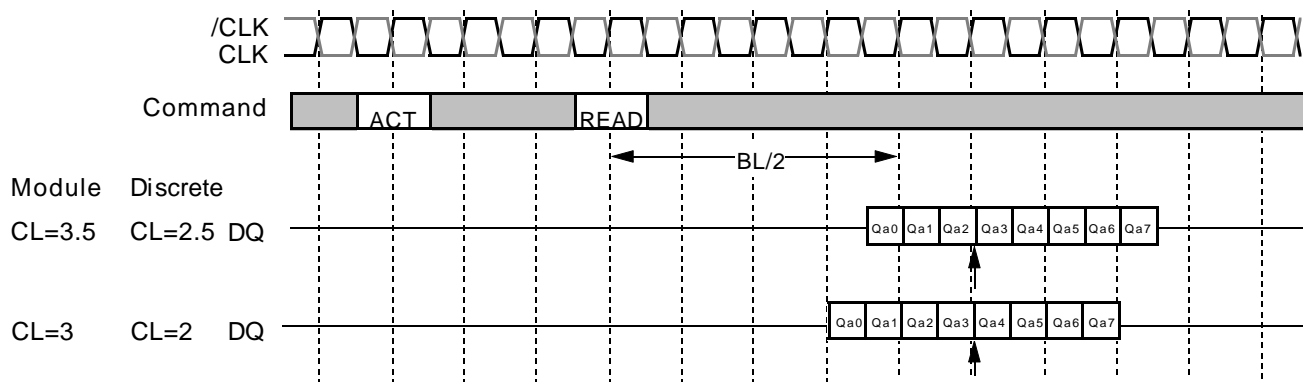 /CLK
CLK
Command ACT READ
BL/2
Module Discrete
CL=3.5 CL=2.5 DQ Qa0 Qa1 Qa2 Qa3 Qa4 Qa5 Qa6 Qa7
CL=3 CL=2 DQ Qa0 Qa1 Qa2 Qa3 Qa4 Qa5 Qa6 Qa7